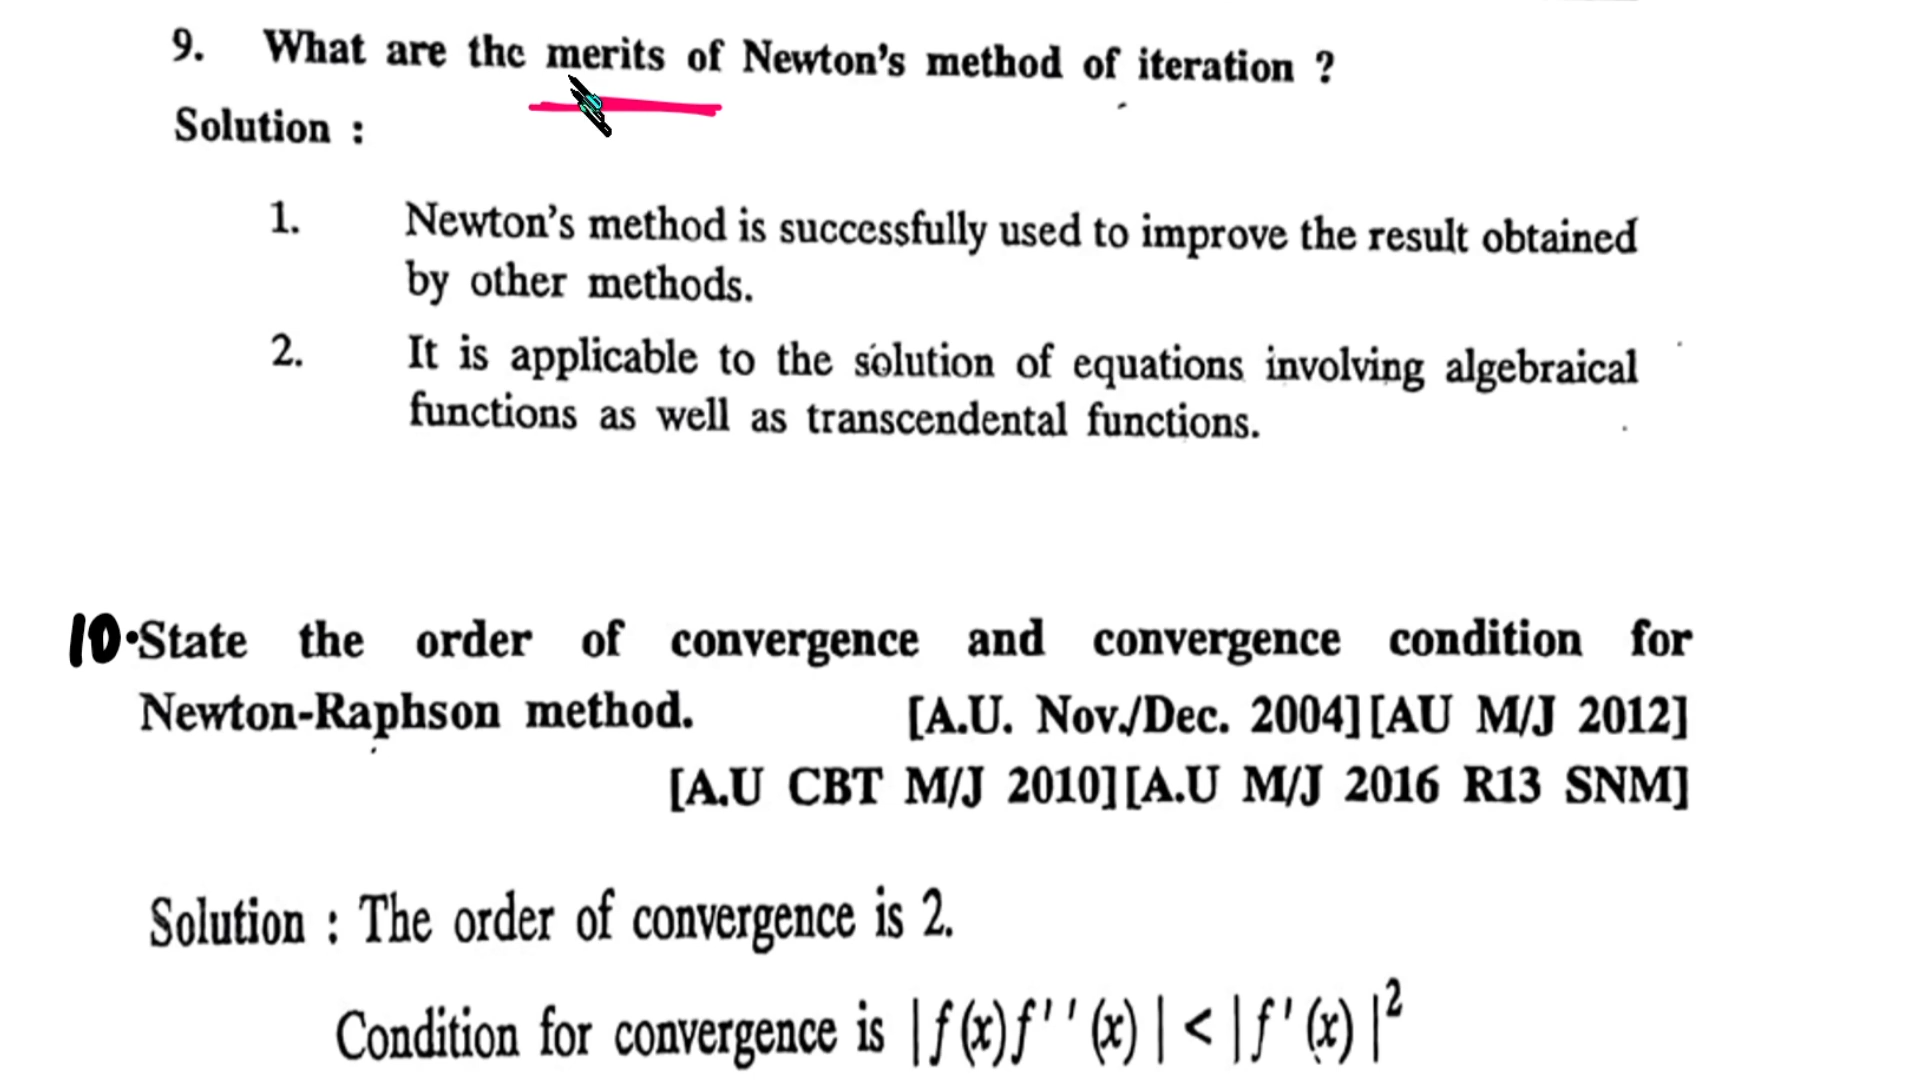 9. What are the merits of Newton's method of iteration ?
Solution :
1. Newton's method is successfully used to improve the result obtained
by other methods.
2. It is applicable to the solution of equations involving algebraical
functions as well as transcendental functions.
10. State the order of convergence and convergence condition for
Newton-Raphson method. [A.U. Nov./Dec. 2004] [AU M/J 2012]
[A.U CBT M/J 2010] [A.U M/J 2016 R13 SNM]
Solution : The order of convergence is 2.
Condition for convergence is | f (x) f ' ' (x) | < | f ' (x) |²